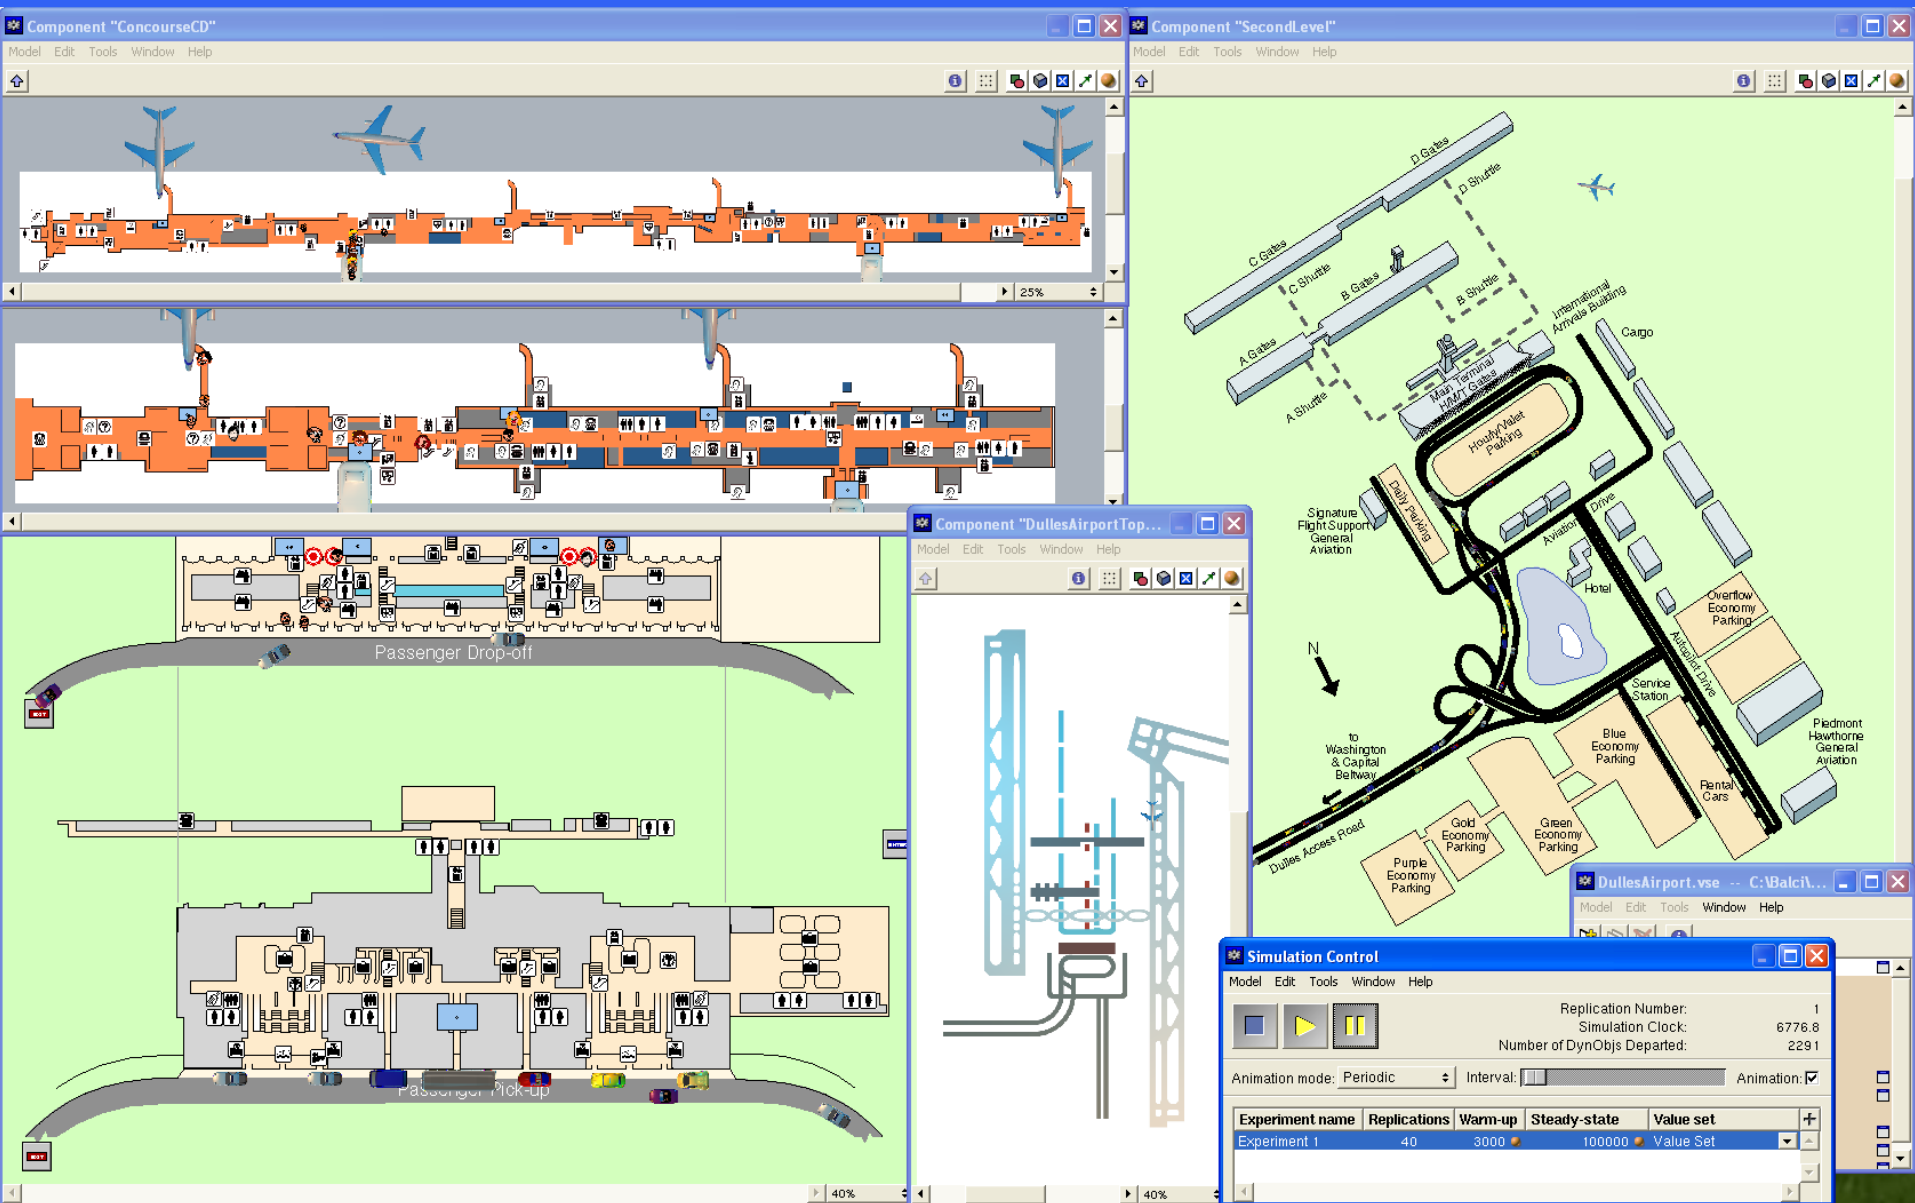 Component "ConcourseCD"
Model Edit Tools Window Help
25%
Component "SecondLevel"
Model Edit Tools Window Help
D Gates
D Shuttle
C Gates
C Shuttle
B Gates
B Shuttle
International
Arrivals Building
A Gates
A Shuttle
Main Terminal
H/M/T Gates
Cargo
Hourly/Valet
Parking
Daily Parking
Signature
Flight Support
General
Aviation
Aviation Drive
Hotel
Overflow
Economy
Parking
Autopilot Drive
N
Service
Station
to
Washington
& Capital
Beltway
Blue
Economy
Parking
Piedmont
Hawthorne
General
Aviation
Rental
Cars
Gold
Economy
Parking
Green
Economy
Parking
Dulles Access Road
Purple
Economy
Parking
Passenger Drop-off
EXIT
Passenger Pick-up
EXIT
40%
Component "DullesAirportTop...
Model Edit Tools Window Help
40%
DullesAirport.vse -- C:\Balci\...
Model Edit Tools Window Help
Simulation Control
Model Edit Tools Window Help
Replication Number: 1
Simulation Clock: 6776.8
Number of DynObjs Departed: 2291
Animation mode: Periodic Interval: Animation:
Experiment name Replications Warm-up Steady-state Value set
Experiment 1 40 3000 100000 Value Set